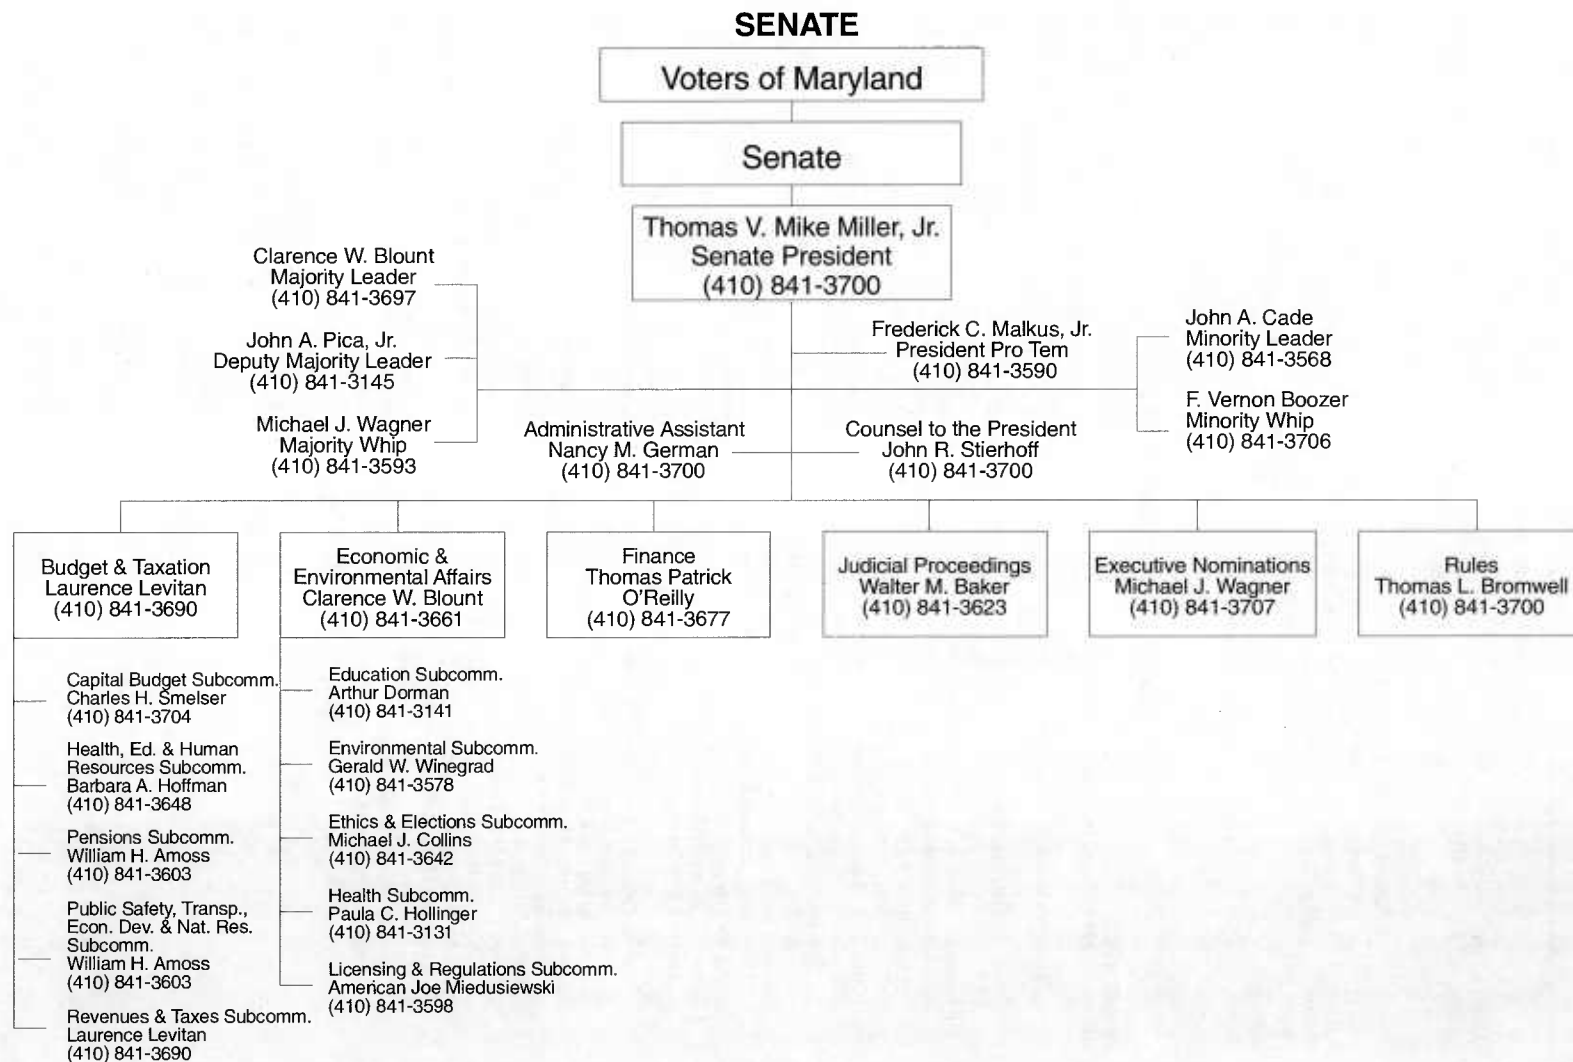 SENATE
Voters of Maryland
Senate
Thomas V. Mike Miller, Jr.
Senate President
(410) 841-3700
Clarence W. Blount
Majority Leader
(410) 841-3697
John A. Pica, Jr.
Deputy Majority Leader
(410) 841-3145
Michael J. Wagner
Majority Whip
(410) 841-3593
Frederick C. Malkus, Jr.
President Pro Tem
(410) 841-3590
John A. Cade
Minority Leader
(410) 841-3568
F. Vernon Boozer
Minority Whip
(410) 841-3706
Administrative Assistant
Nancy M. German
(410) 841-3700
Counsel to the President
John R. Stierhoff
(410) 841-3700
Budget & Taxation
Laurence Levitan
(410) 841-3690
Economic &
Environmental Affairs
Clarence W. Blount
(410) 841-3661
Finance
Thomas Patrick
O'Reilly
(410) 841-3677
Judicial Proceedings
Walter M. Baker
(410) 841-3623
Executive Nominations
Michael J. Wagner
(410) 841-3707
Rules
Thomas L. Bromwell
(410) 841-3700
Capital Budget Subcomm.
Charles H. Smelser
(410) 841-3704
Health, Ed. & Human
Resources Subcomm.
Barbara A. Hoffman
(410) 841-3648
Pensions Subcomm.
William H. Amoss
(410) 841-3603
Public Safety, Transp.,
Econ. Dev. & Nat. Res.
Subcomm.
William H. Amoss
(410) 841-3603
Revenues & Taxes Subcomm.
Laurence Levitan
(410) 841-3690
Education Subcomm.
Arthur Dorman
(410) 841-3141
Environmental Subcomm.
Gerald W. Winegrad
(410) 841-3578
Ethics & Elections Subcomm.
Michael J. Collins
(410) 841-3642
Health Subcomm.
Paula C. Hollinger
(410) 841-3131
Licensing & Regulations Subcomm.
American Joe Miedusiewski
(410) 841-3598